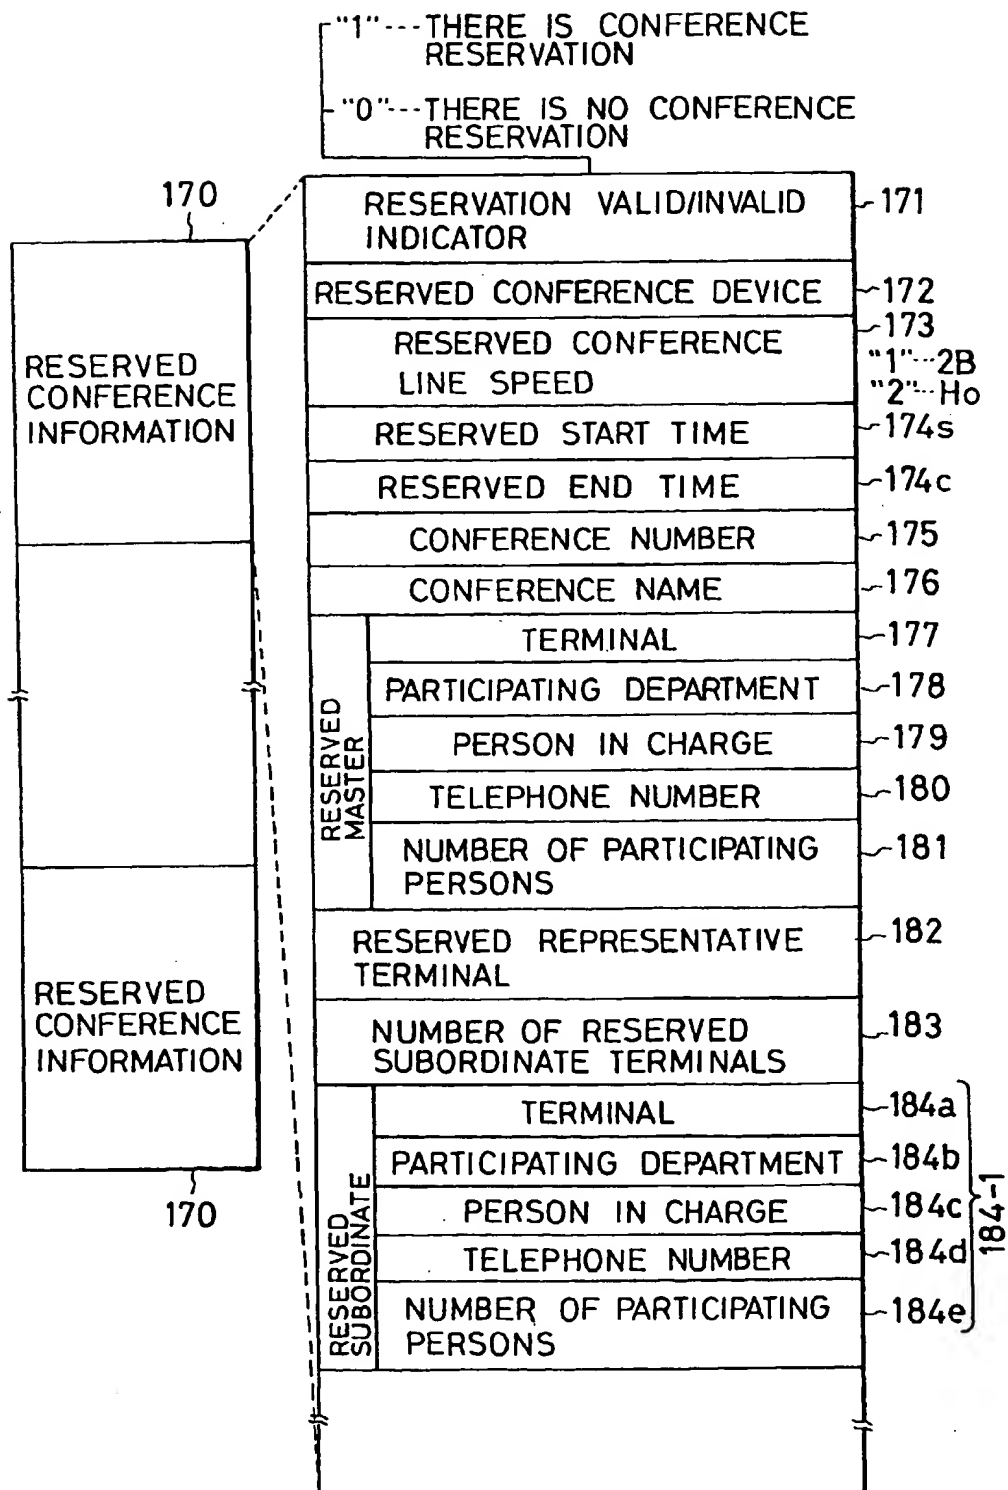 "1"---THERE IS CONFERENCE
RESERVATION
"0"---THERE IS NO CONFERENCE
RESERVATION
170
RESERVED
CONFERENCE
INFORMATION
RESERVED
CONFERENCE
INFORMATION
170
RESERVATION VALID/INVALID
INDICATOR
171
RESERVED CONFERENCE DEVICE
172
RESERVED CONFERENCE
LINE SPEED
173
"1"---2B
"2"---Ho
RESERVED START TIME
174s
RESERVED END TIME
174c
CONFERENCE NUMBER
175
CONFERENCE NAME
176
RESERVED
MASTER
TERMINAL
177
PARTICIPATING DEPARTMENT
178
PERSON IN CHARGE
179
TELEPHONE NUMBER
180
NUMBER OF PARTICIPATING
PERSONS
181
RESERVED REPRESENTATIVE
TERMINAL
182
NUMBER OF RESERVED
SUBORDINATE TERMINALS
183
RESERVED
SUBORDINATE
TERMINAL
184a
PARTICIPATING DEPARTMENT
184b
PERSON IN CHARGE
184c
TELEPHONE NUMBER
184d
NUMBER OF PARTICIPATING
PERSONS
184e
184-1